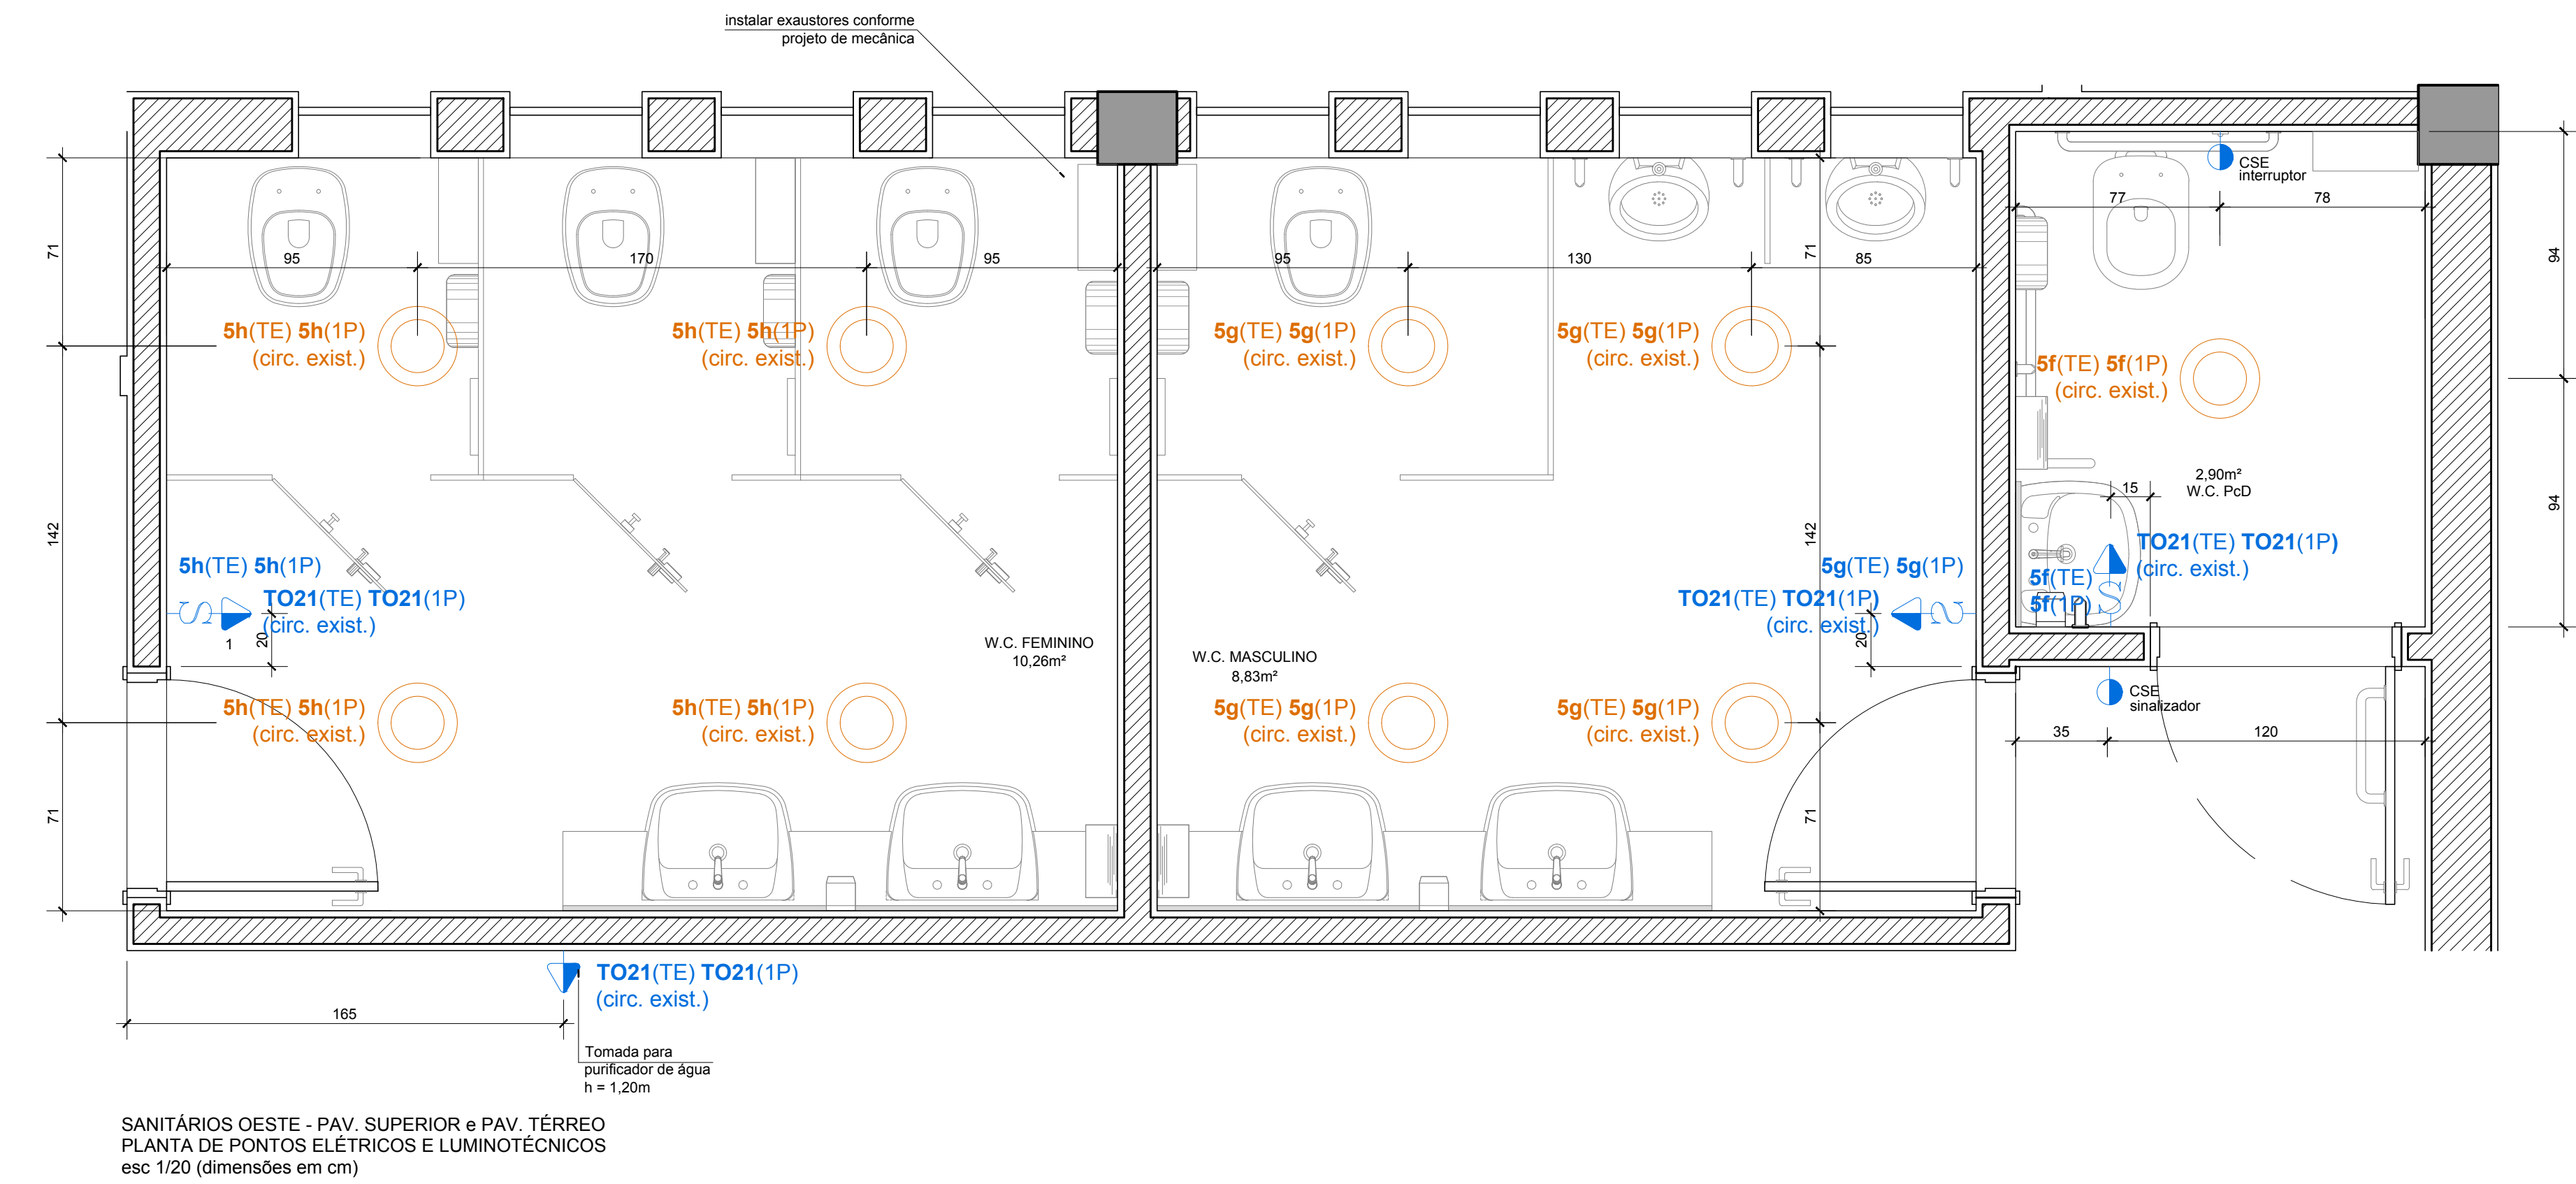 instalar exaustores conforme
projeto de mecânica
CSE
interruptor
77
78
71
95
170
95
95
130
71
85
94
5h(TE) 5h(1P)
(circ. exist.)
5h(TE) 5h(1P)
(circ. exist.)
5g(TE) 5g(1P)
(circ. exist.)
5g(TE) 5g(1P)
(circ. exist.)
5f(TE) 5f(1P)
(circ. exist.)
2,90m²
W.C. PcD
15
94
142
142
5h(TE) 5h(1P)
TO21(TE) TO21(1P)
(circ. exist.)
1
20
5g(TE) 5g(1P)
TO21(TE) TO21(1P)
(circ. exist.)
20
TO21(TE) TO21(1P)
(circ. exist.)
5f(TE)
5f(1P)
S
S
S
W.C. FEMININO
10,26m²
W.C. MASCULINO
8,83m²
CSE
sinalizador
35
120
5h(TE) 5h(1P)
(circ. exist.)
5h(TE) 5h(1P)
(circ. exist.)
5g(TE) 5g(1P)
(circ. exist.)
5g(TE) 5g(1P)
(circ. exist.)
71
71
TO21(TE) TO21(1P)
(circ. exist.)
165
Tomada para
purificador de água
h = 1,20m
SANITÁRIOS OESTE - PAV. SUPERIOR e PAV. TÉRREO
PLANTA DE PONTOS ELÉTRICOS E LUMINOTÉCNICOS
esc 1/20 (dimensões em cm)